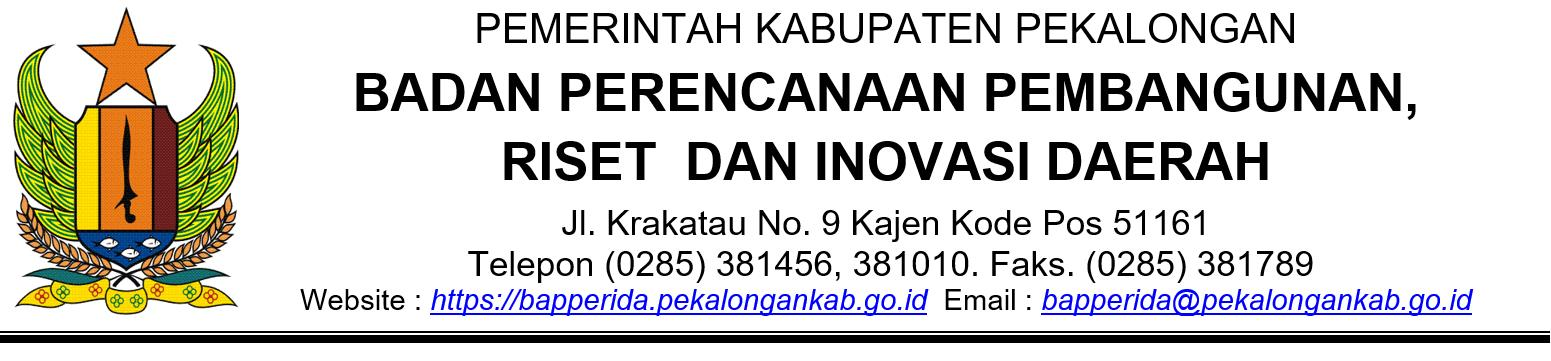 PEMERINTAH KABUPATEN PEKALONGAN
BADAN PERENCANAAN PEMBANGUNAN,
RISET DAN INOVASI DAERAH
Jl. Krakatau No. 9 Kajen Kode Pos 51161
Telepon (0285) 381456, 381010. Faks. (0285) 381789
Website : https://bapperida.pekalongankab.go.id Email : bapperida@pekalongankab.go.id